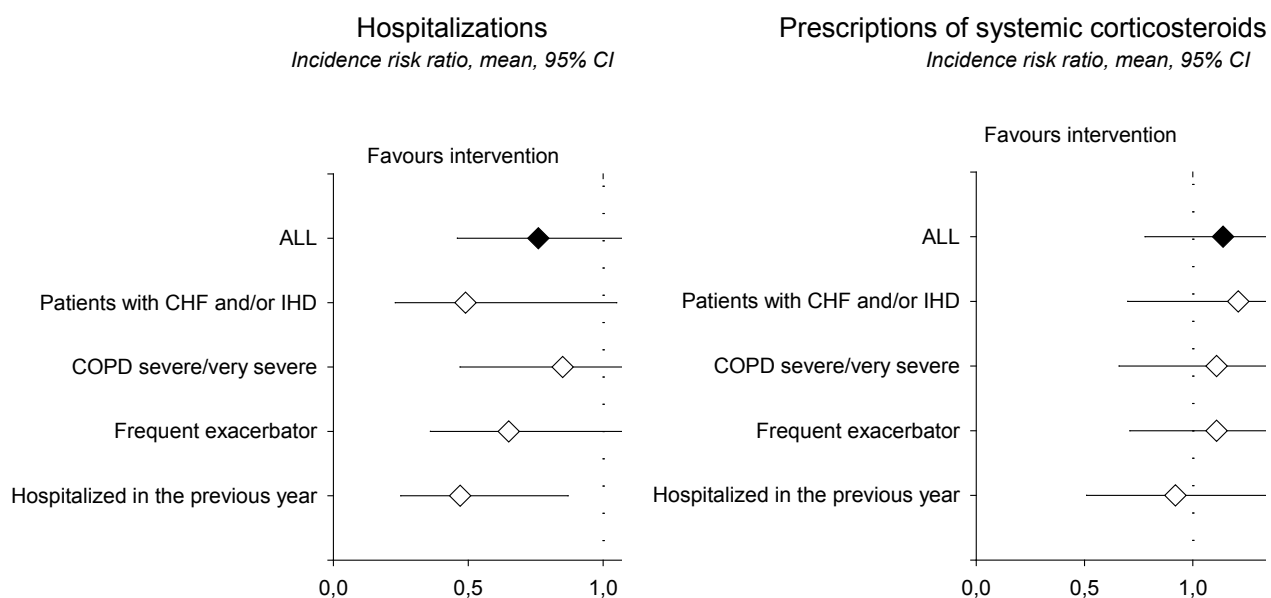 Hospitalizations
Incidence risk ratio, mean, 95% CI
Favours intervention
ALL
Patients with CHF and/or IHD
COPD severe/very severe
Frequent exacerbator
Hospitalized in the previous year
0,0 0,5 1,0
Prescriptions of systemic corticosteroids
Incidence risk ratio, mean, 95% CI
Favours intervention
ALL
Patients with CHF and/or IHD
COPD severe/very severe
Frequent exacerbator
Hospitalized in the previous year
0,0 0,5 1,0